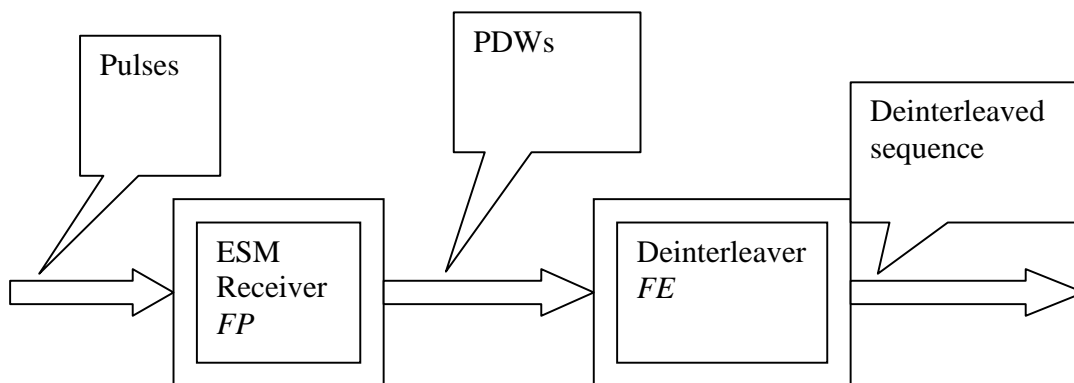 Pulses
PDWs
Deinterleaved
sequence
ESM
Receiver
FP
Deinterleaver
FE